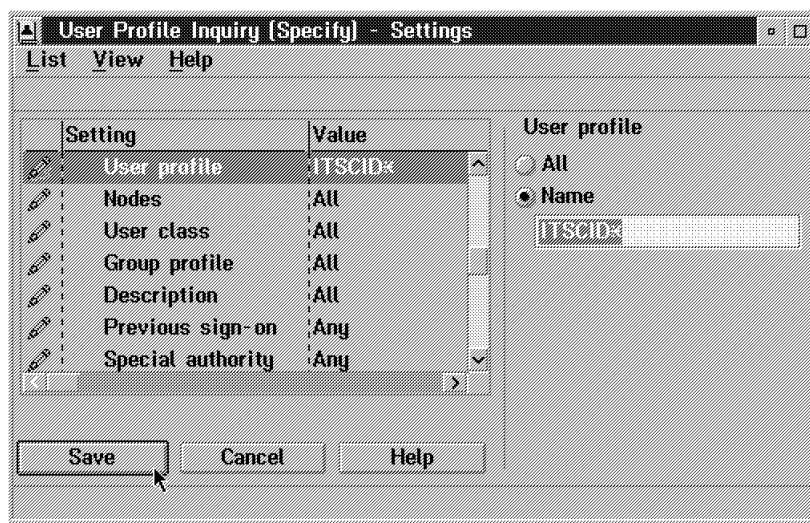 User Profile Inquiry (Specify) - Settings
List View Help
Setting Value
User profile ITSCID*
Nodes All
User class All
Group profile All
Description All
Previous sign-on Any
Special authority Any
User profile
All
Name
ITSCID*
Save Cancel Help